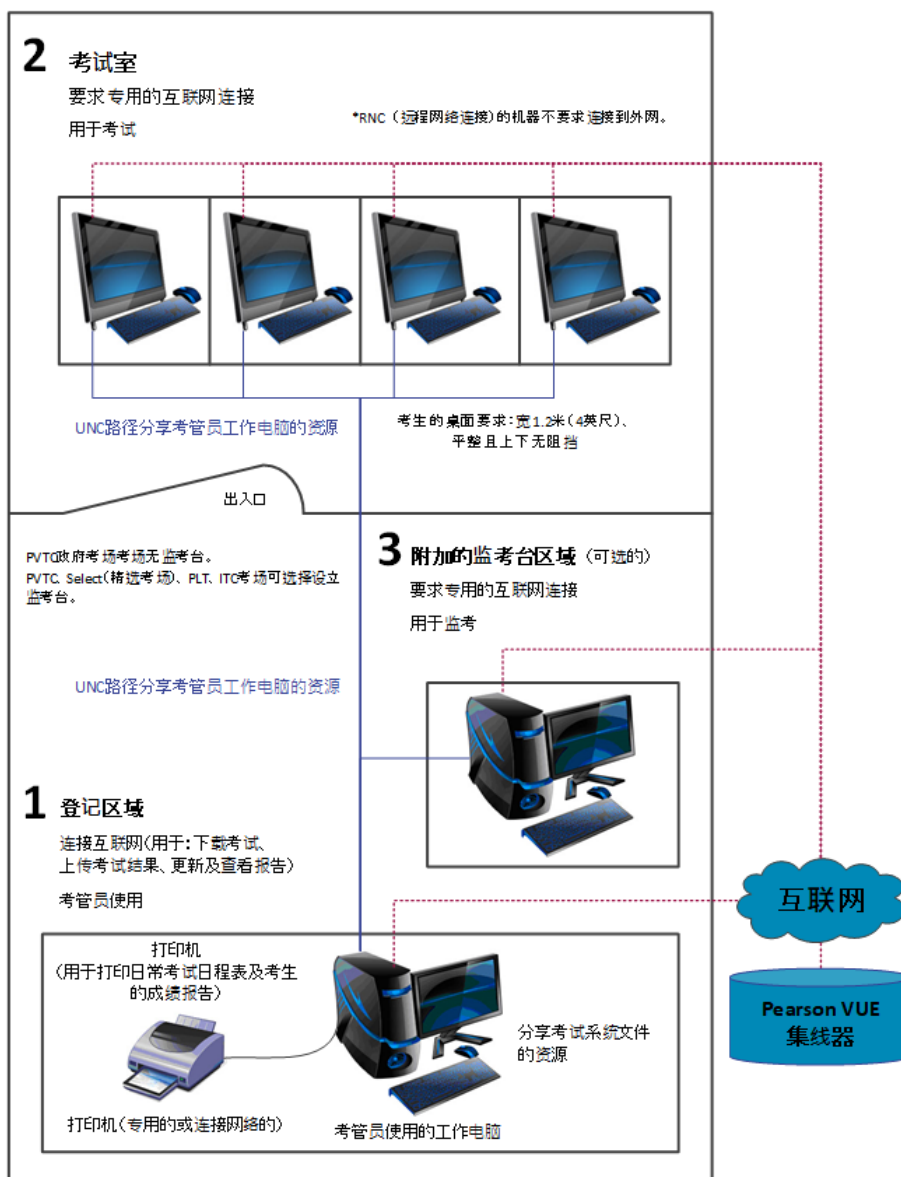 2 考试室
要求专用的互联网连接
用于考试
*RNC（远程网络连接)的机器不要求连接到外网。
UNC路径分享考管员工作电脑的资源
考生的桌面要求：宽1.2米(4英尺)、
平整且上下无阻挡
出入口
PVTC政府考场考场无监考台。
PVTC、Select(精选考场)、PLT、ITC考场可选择设立
监考台。
3 附加的监考台区域（可选的）
要求专用的互联网连接
用于监考
UNC路径分享考管员工作电脑的资源
1 登记区域
连接互联网(用于：下载考试、
上传考试结果、更新及查看报告)
考管员使用
打印机
（用于打印日常考试日程表及考生
的成绩报告）
打印机(专用的或连接网络的)
分享考试系统文件
的资源
考管员使用的工作电脑
互联网
Pearson VUE
集线器